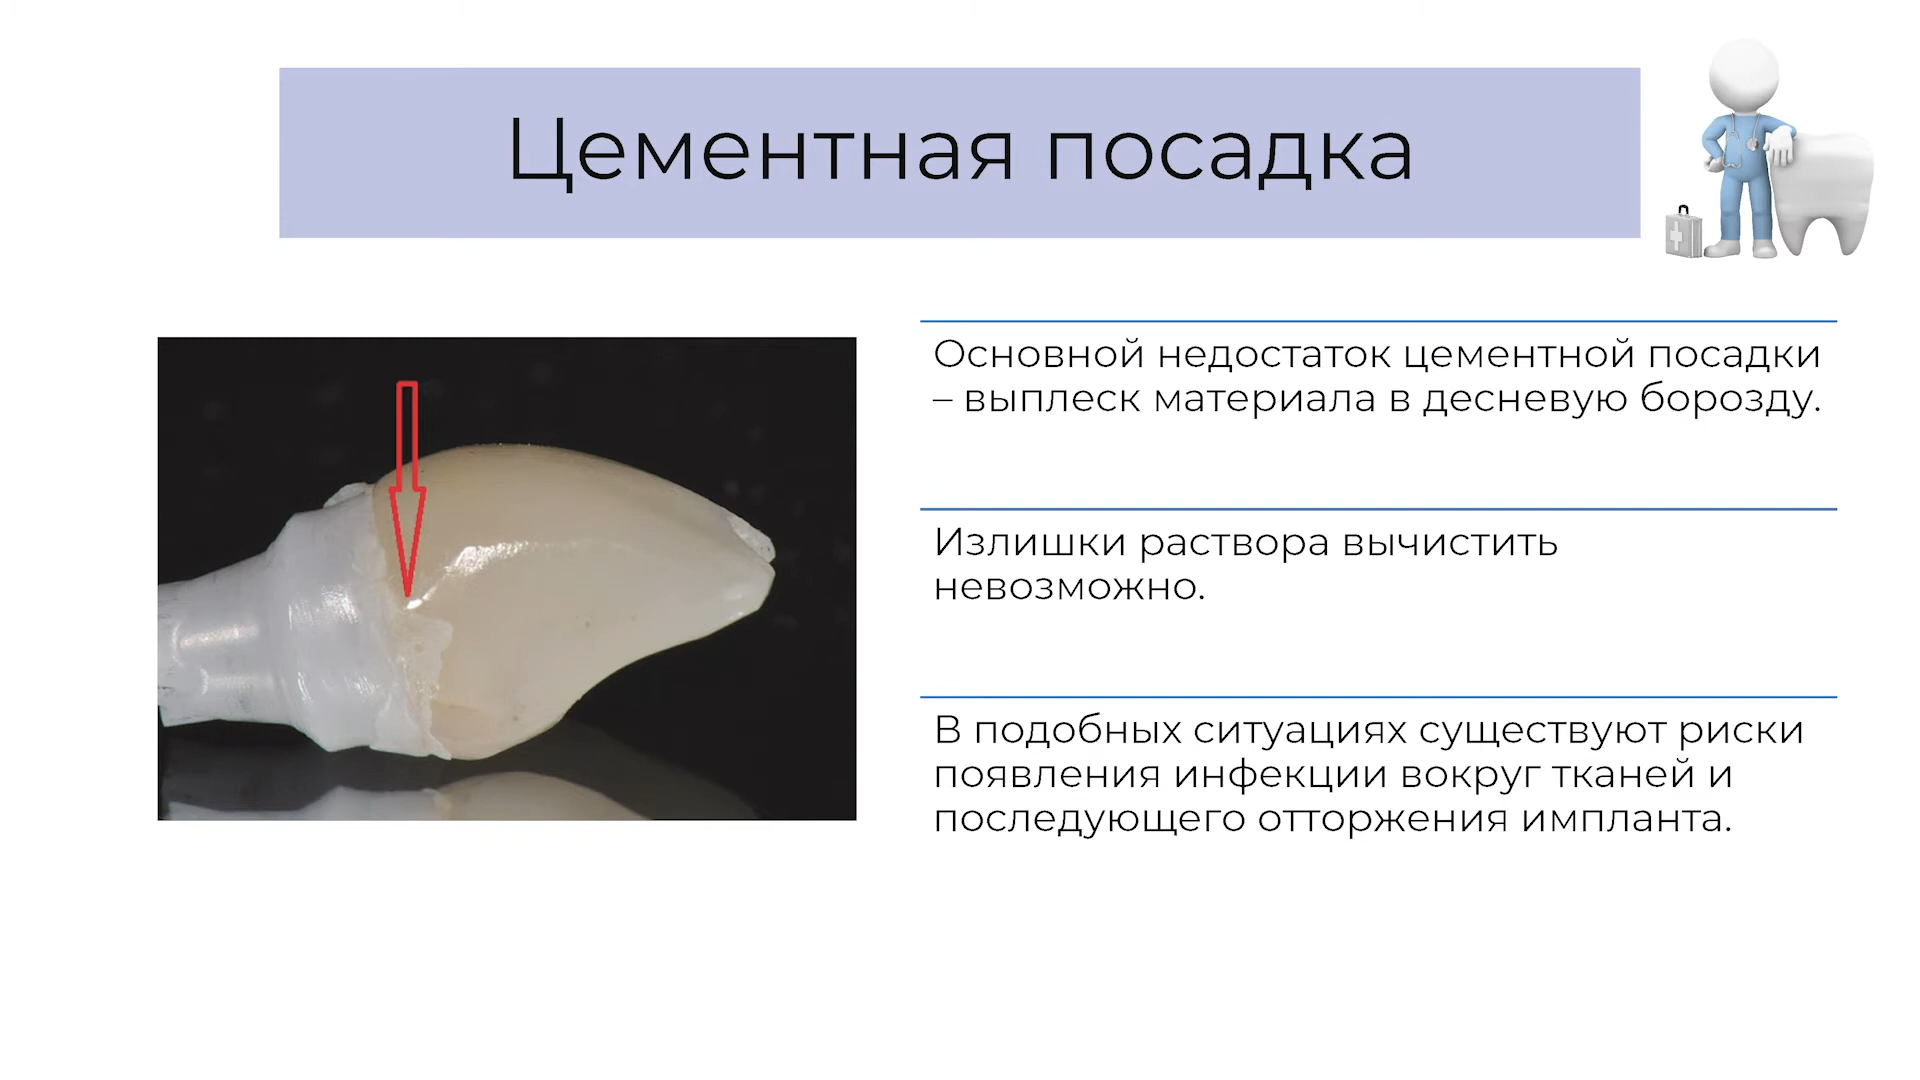 Цементная посадка
Основной недостаток цементной посадки
– выплеск материала в десневую борозду.
Излишки раствора вычистить
невозможно.
В подобных ситуациях существуют риски
появления инфекции вокруг тканей и
последующего отторжения импланта.